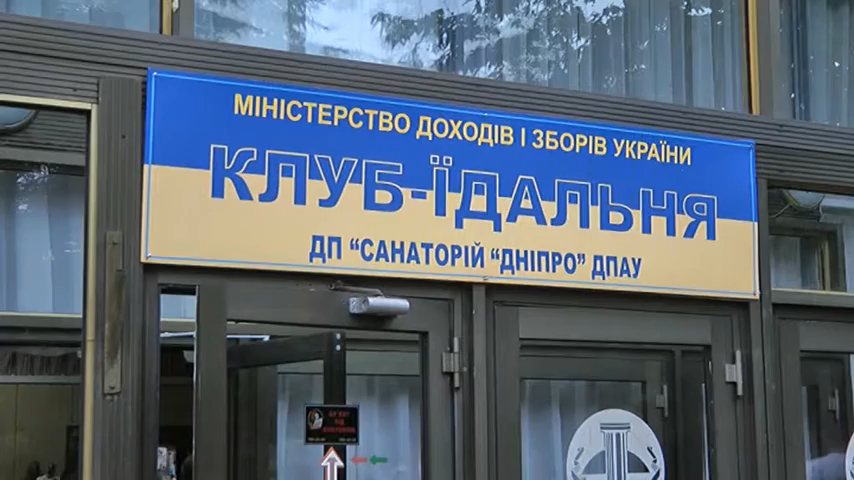 МІНІСТЕРСТВО ДОХОДІВ І ЗБОРІВ УКРАЇНИ
КЛУБ-ЇДАЛЬНЯ
ДП "САНАТОРІЙ "ДНІПРО" ДПАУ